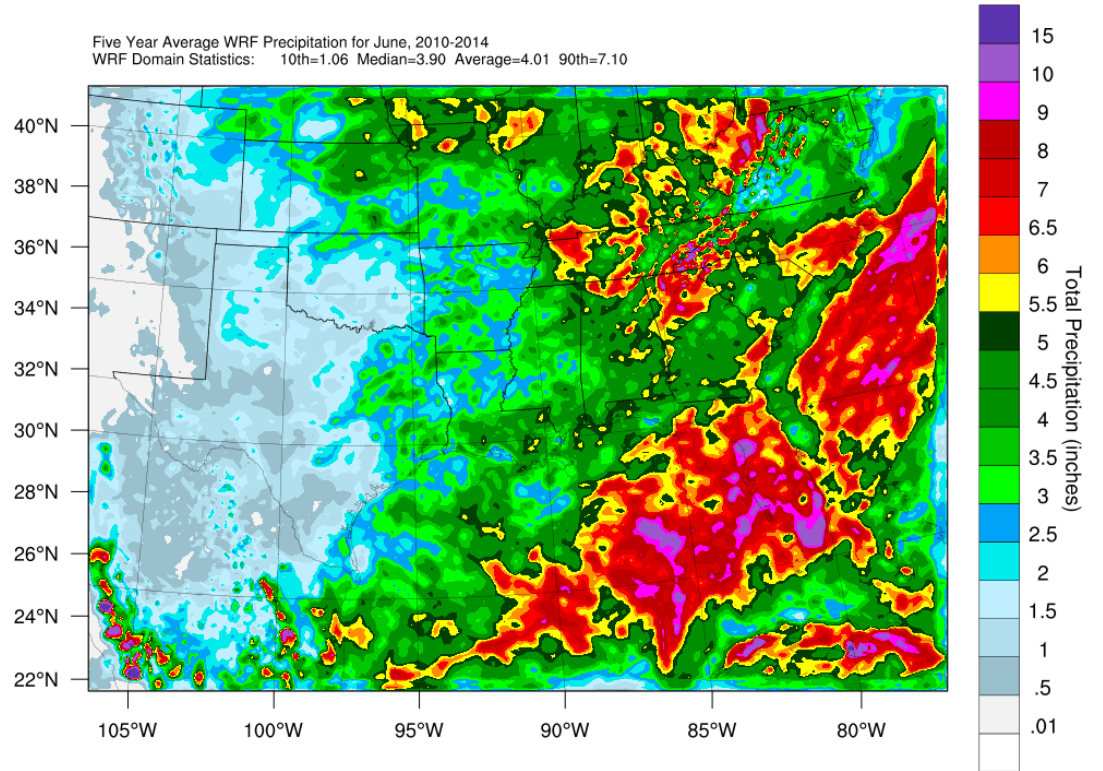 Five Year Average WRF Precipitation for June, 2010-2014
WRF Domain Statistics: 10th=1.06 Median=3.90 Average=4.01 90th=7.10
15
10
9
8
7
6.5
6
5.5
5
4.5
4
3.5
3
2.5
2
1.5
1
.5
.01
Total Precipitation (inches)
40°N
38°N
36°N
34°N
32°N
30°N
28°N
26°N
24°N
22°N
105°W 100°W 95°W 90°W 85°W 80°W